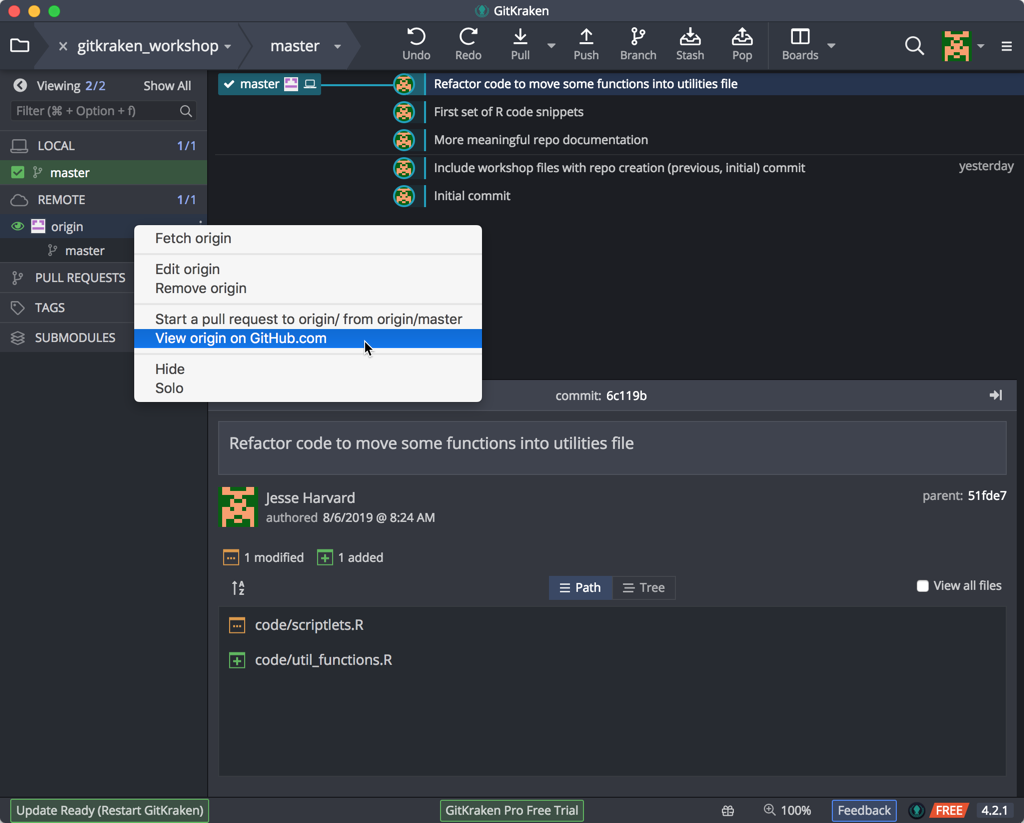 GitKraken
gitkraken_workshop
master
Undo
Redo
Pull
Push
Branch
Stash
Pop
Boards
Viewing 2/2
Show All
Filter (⌘ + Option + f)
LOCAL
1/1
master
REMOTE
1/1
origin
master
PULL REQUESTS
TAGS
SUBMODULES
master
Refactor code to move some functions into utilities file
First set of R code snippets
More meaningful repo documentation
Include workshop files with repo creation (previous, initial) commit
yesterday
Initial commit
Fetch origin
Edit origin
Remove origin
Start a pull request to origin/ from origin/master
View origin on GitHub.com
Hide
Solo
commit: 6c119b
Refactor code to move some functions into utilities file
Jesse Harvard
authored 8/6/2019 @ 8:24 AM
parent: 51fde7
1 modified
1 added
A
Z
Path
Tree
View all files
code/scriptlets.R
code/util_functions.R
Update Ready (Restart GitKraken)
GitKraken Pro Free Trial
100%
Feedback
FREE
4.2.1